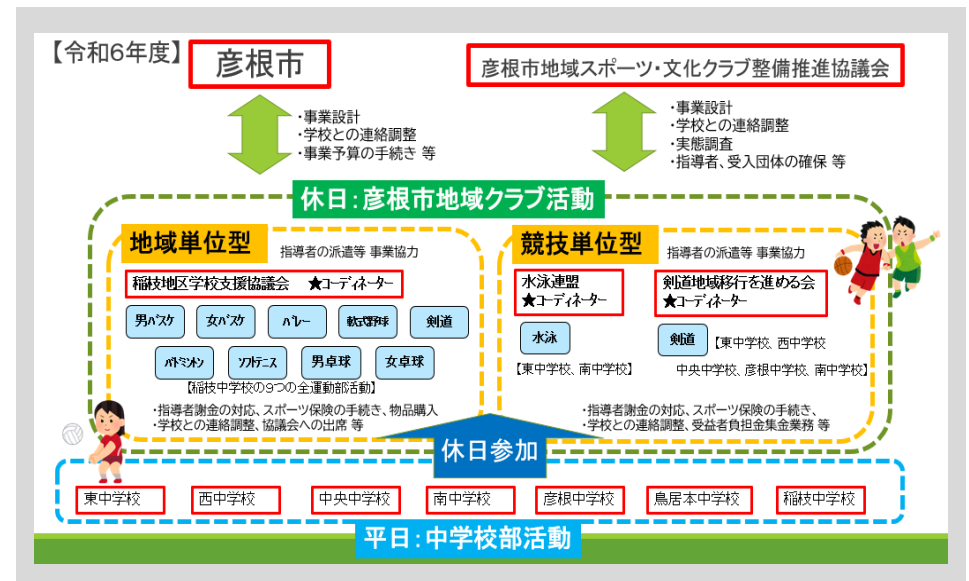 【令和6年度】
彦根市
彦根市地域スポーツ・文化クラブ整備推進協議会
・事業設計
・学校との連絡調整
・事業予算の手続き 等
・事業設計
・学校との連絡調整
・実態調査
・指導者、受入団体の確保 等
休日:彦根市地域クラブ活動
地域単位型
指導者の派遣等 事業協力
稲枝地区学校支援協議会 ★コーディネーター
男バスケ 女バスケ バレー 軟式野球 剣道
バドミントン ソフトテニス 男卓球 女卓球
【稲枝中学校の9つの全運動部活動】
・指導者謝金の対応、スポーツ保険の手続き、物品購入
・学校との連絡調整、協議会への出席 等
競技単位型
指導者の派遣等 事業協力
水泳連盟
★コーディネーター
水泳
【東中学校、南中学校】
剣道地域移行を進める会
★コーディネーター
剣道 【東中学校、西中学校
中央中学校、彦根中学校、南中学校】
・指導者謝金の対応、スポーツ保険の手続き、
・学校との連絡調整、受益者負担金集金業務 等
休日参加
東中学校 西中学校 中央中学校 南中学校 彦根中学校 鳥居本中学校 稲枝中学校
平日:中学校部活動